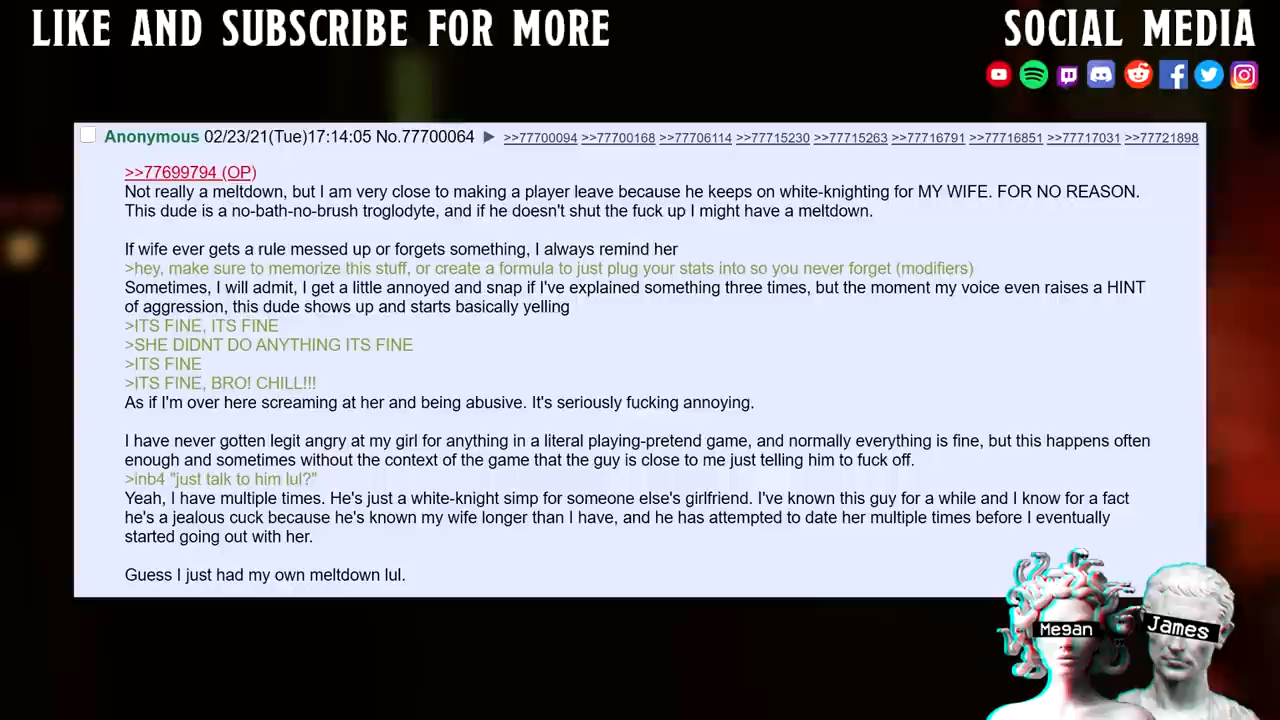 LIKE AND SUBSCRIBE FOR MORE
SOCIAL MEDIA
Anonymous 02/23/21(Tue)17:14:05 No.77700064 ▶ >>77700094 >>77700168 >>77706114 >>77715230 >>77715263 >>77716791 >>77716851 >>77717031 >>77721898
>>77699794 (OP)
Not really a meltdown, but I am very close to making a player leave because he keeps on white-knighting for MY WIFE. FOR NO REASON.
This dude is a no-bath-no-brush troglodyte, and if he doesn't shut the fuck up I might have a meltdown.
If wife ever gets a rule messed up or forgets something, I always remind her
>hey, make sure to memorize this stuff, or create a formula to just plug your stats into so you never forget (modifiers)
Sometimes, I will admit, I get a little annoyed and snap if I've explained something three times, but the moment my voice even raises a HINT
of aggression, this dude shows up and starts basically yelling
>ITS FINE, ITS FINE
>SHE DIDNT DO ANYTHING ITS FINE
>ITS FINE
>ITS FINE, BRO! CHILL!!!
As if I'm over here screaming at her and being abusive. It's seriously fucking annoying.
I have never gotten legit angry at my girl for anything in a literal playing-pretend game, and normally everything is fine, but this happens often
enough and sometimes without the context of the game that the guy is close to me just telling him to fuck off.
>inb4 "just talk to him lul?"
Yeah, I have multiple times. He's just a white-knight simp for someone else's girlfriend. I've known this guy for a while and I know for a fact
he's a jealous cuck because he's known my wife longer than I have, and he has attempted to date her multiple times before I eventually
started going out with her.
Guess I just had my own meltdown lul.
Megan
James